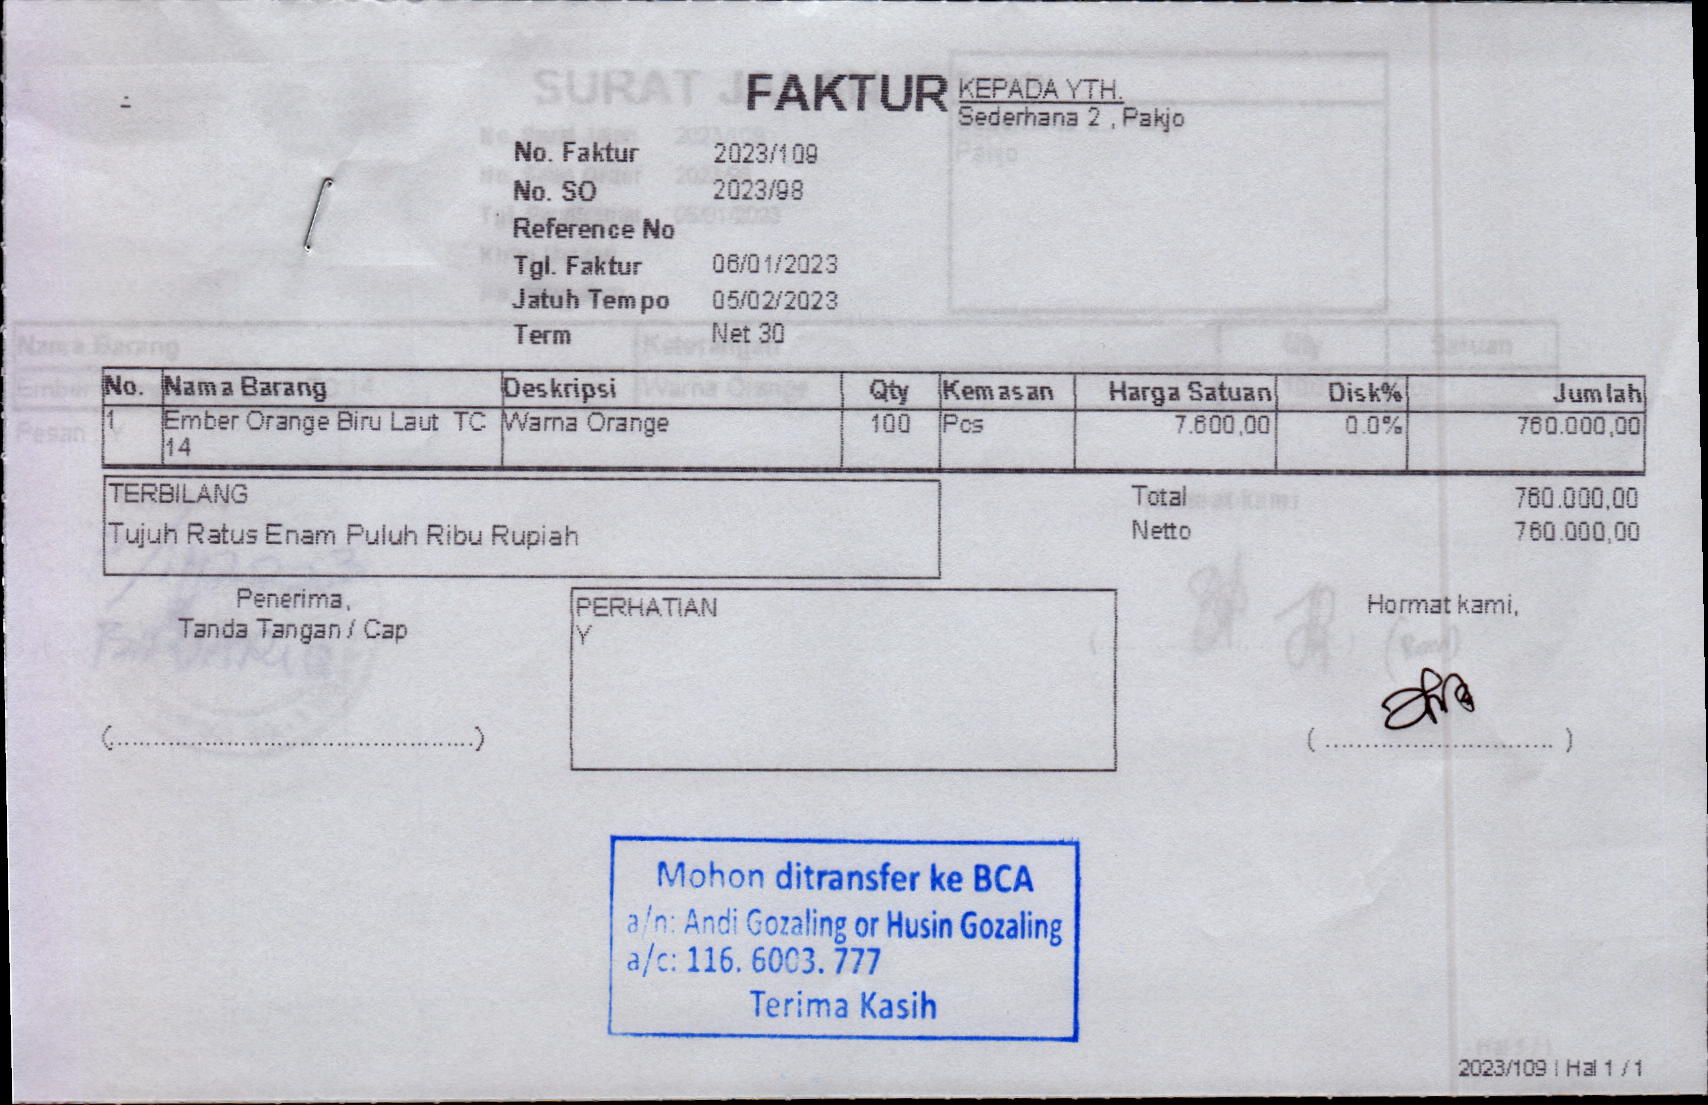 FAKTUR
KEPADA YTH.
Sederhana 2 , Pakjo
No. Faktur 2023/109
No. SO 2023/98
Reference No
Tgl. Faktur 06/01/2023
Jatuh Tempo 05/02/2023
Term Net 30
No. Nama Barang Deskripsi Qty Kemasan Harga Satuan Disk% Jumlah
1 Ember Orange Biru Laut TC 14 Warna Orange 100 Pcs 7.600,00 0.0% 760.000,00
TERBILANG
Tujuh Ratus Enam Puluh Ribu Rupiah
Total 760.000,00
Netto 760.000,00
Penerima,
Tanda Tangan / Cap
(...............................................)
PERHATIAN
Y
Hormat kami,
( ............................. )
Mohon ditransfer ke BCA
a/n: Andi Gozaling or Husin Gozaling
a/c: 116. 6003. 777
Terima Kasih
2023/109 | Hal 1 / 1